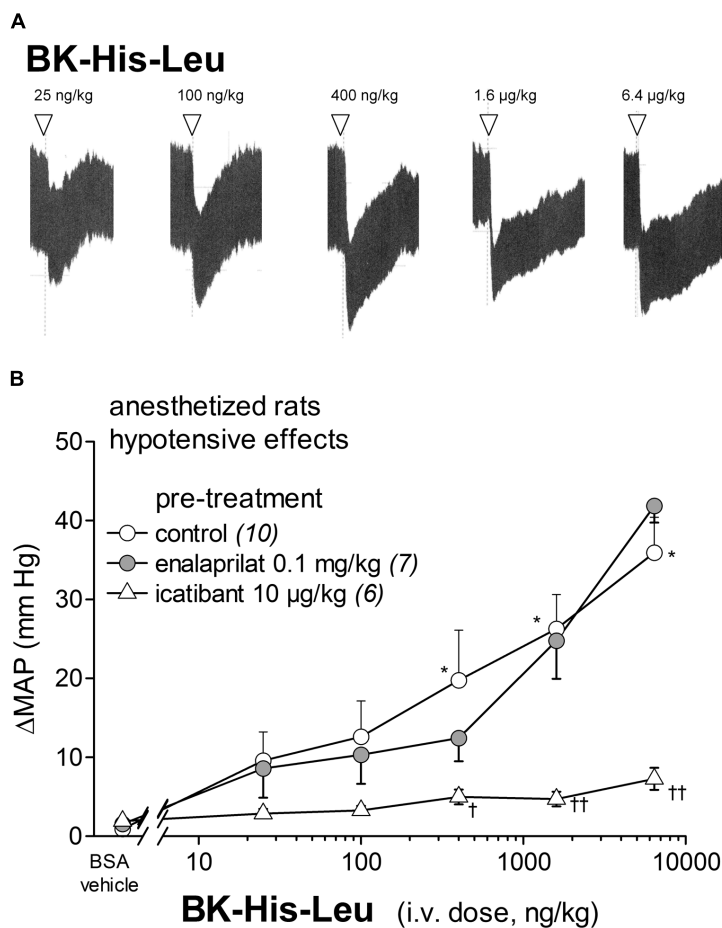 A
BK-His-Leu
25 ng/kg 100 ng/kg 400 ng/kg 1.6 µg/kg 6.4 µg/kg
B
anesthetized rats
hypotensive effects
pre-treatment
control (10)
enalaprilat 0.1 mg/kg (7)
icatibant 10 µg/kg (6)
ΔMAP (mm Hg)
50
40
30
20
10
0
*
*
*
†
††
††
BSA
vehicle
10 100 1000 10000
BK-His-Leu (i.v. dose, ng/kg)